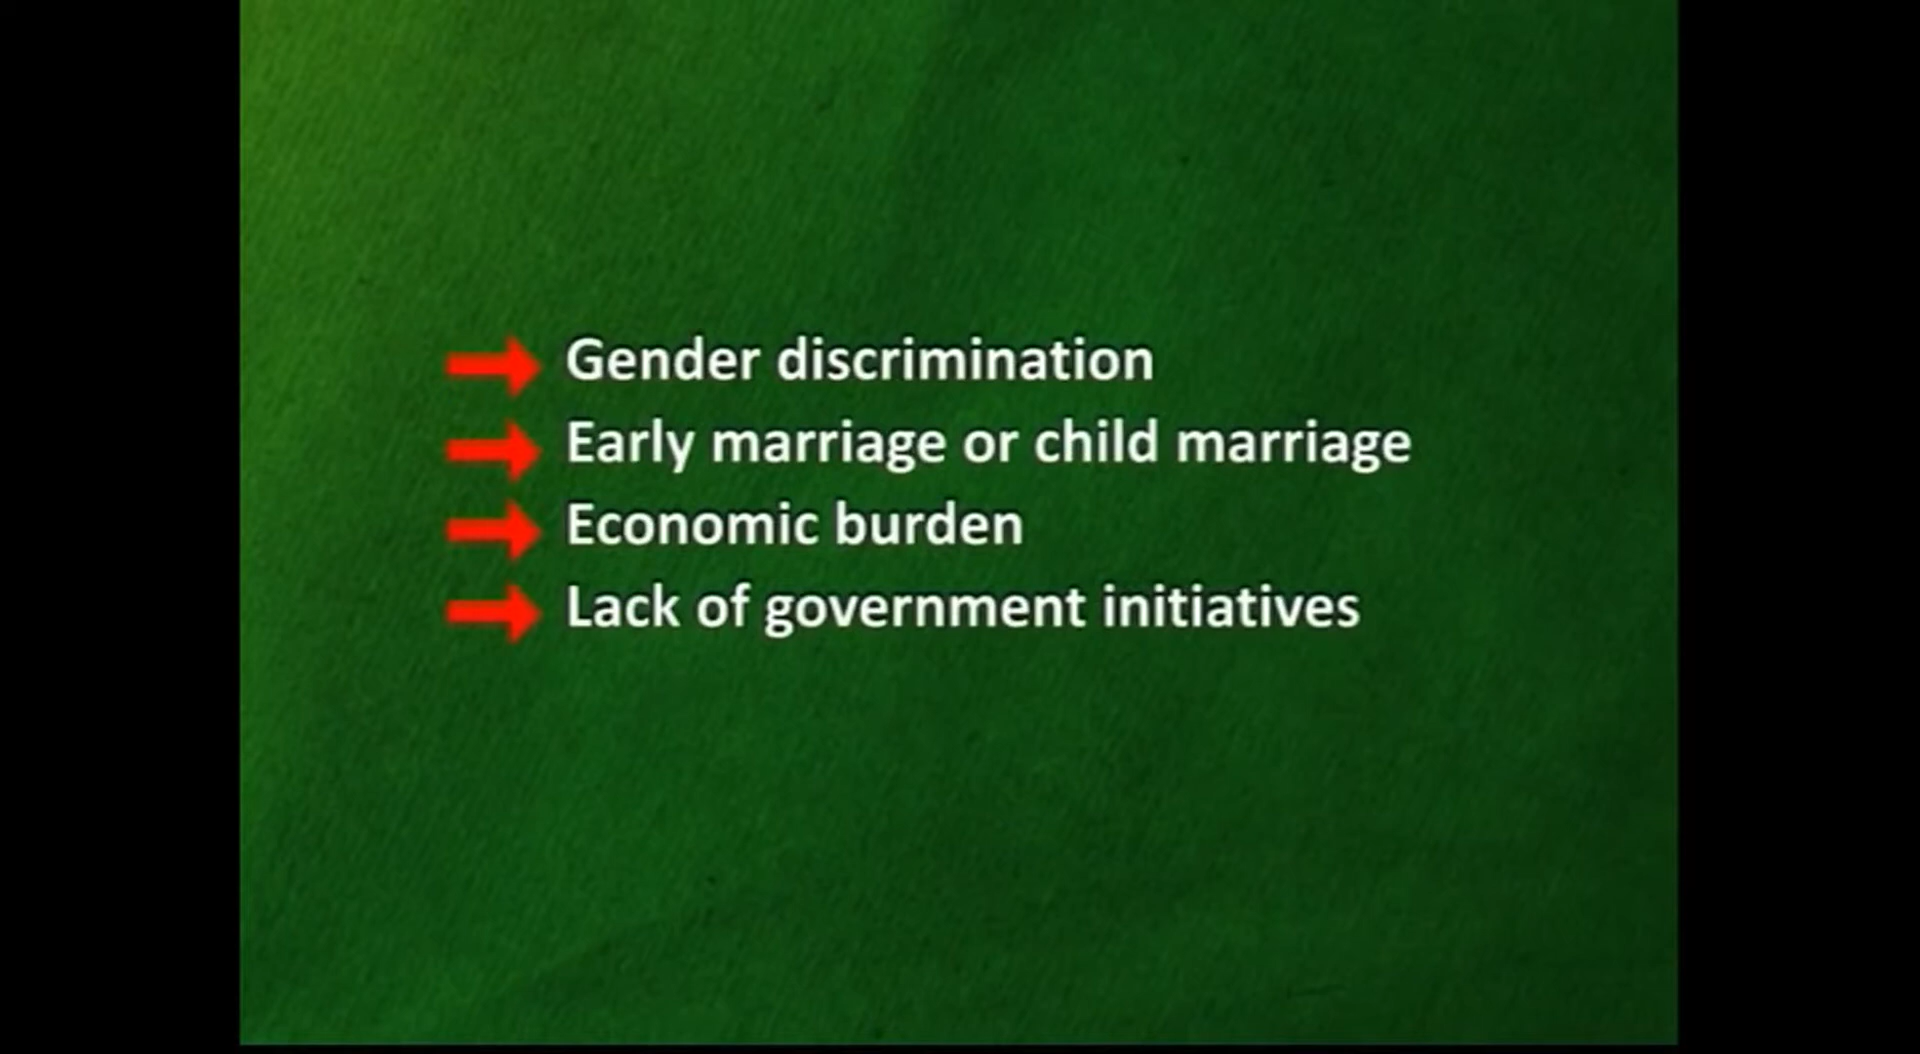 Gender discrimination
Early marriage or child marriage
Economic burden
Lack of government initiatives